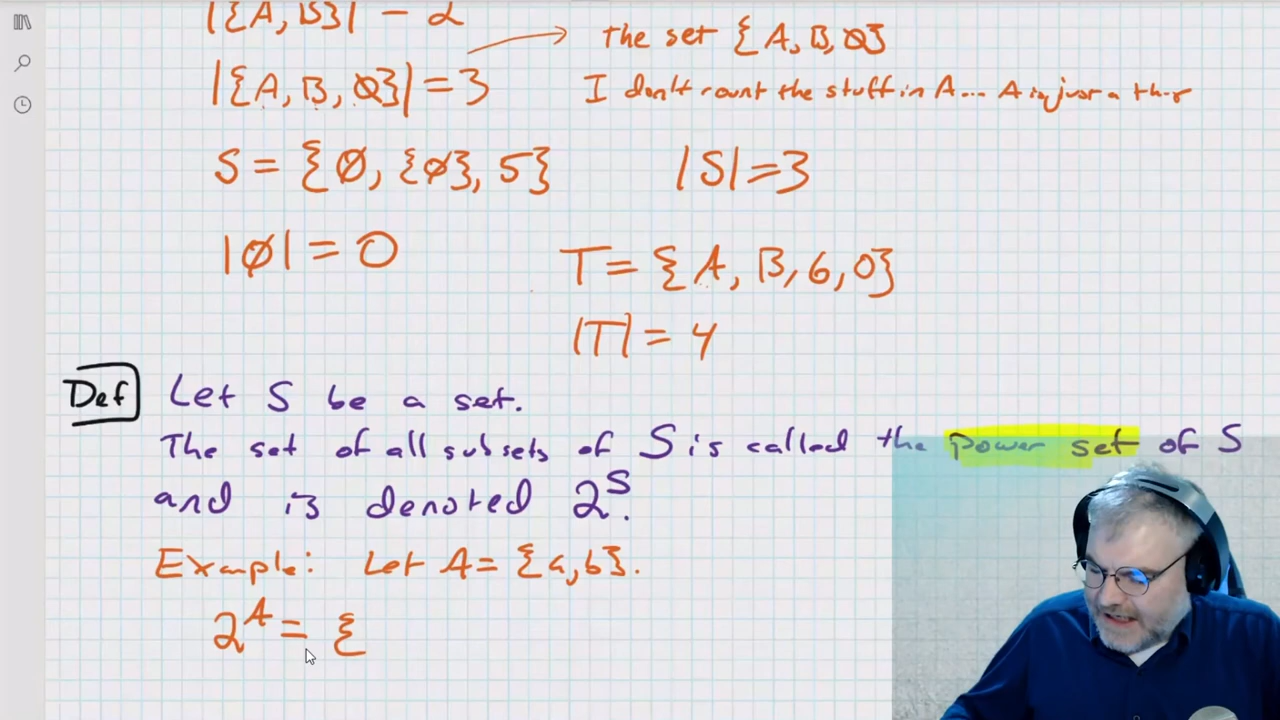 |{A, B}| = 2
the set {A, B, Q}
|{A, B, Q}| = 3
I don't count the stuff in A... A is just a thing
S = {∅, {∅}, 5}
|S| = 3
|∅| = 0
T = {A, B, 6, 0}
|T| = 4
Def Let S be a set.
The set of all subsets of S is called the power set of S
and is denoted 2^S.
Example: Let A = {a, b}.
2^A = {